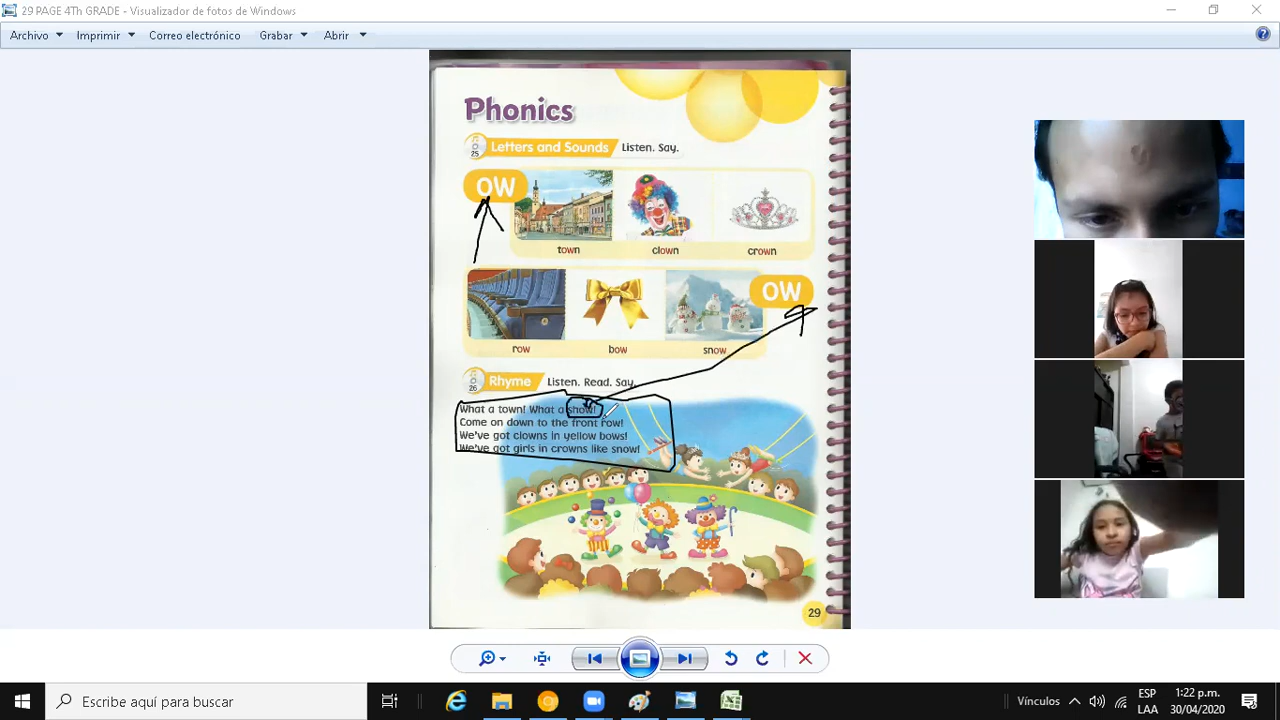 29 PAGE 4Th GRADE - Visualizador de fotos de Windows
Archivo Imprimir Correo electrónico Grabar Abrir
Phonics
25 Letters and Sounds Listen. Say.
OW
town clown crown
OW
row bow snow
26 Rhyme Listen. Read. Say.
What a town! What a show!
Come on down to the front row!
We've got clowns in yellow bows!
We've got girls in crowns like snow!
29
Escribe aquí para buscar
Vínculos
ESP
LAA
1:22 p.m.
30/04/2020